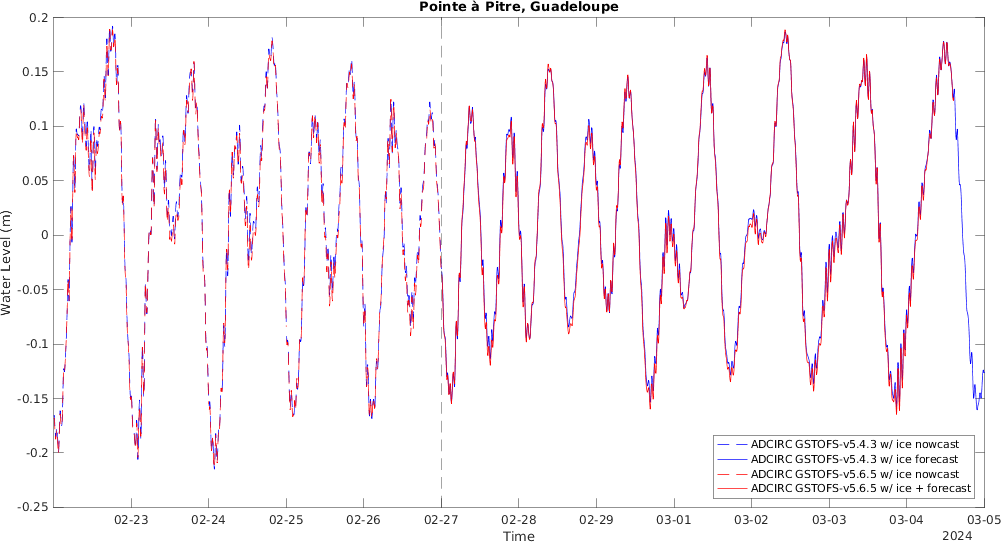 Pointe à Pitre, Guadeloupe
0.2
0.15
0.1
0.05
0
-0.05
-0.1
-0.15
-0.2
-0.25
Water Level (m)
ADCIRC GSTOFS-v5.4.3 w/ ice nowcast
ADCIRC GSTOFS-v5.4.3 w/ ice forecast
ADCIRC GSTOFS-v5.6.5 w/ ice nowcast
ADCIRC GSTOFS-v5.6.5 w/ ice + forecast
02-23 02-24 02-25 02-26 02-27 02-28 02-29 03-01 03-02 03-03 03-04 03-05
Time
2024